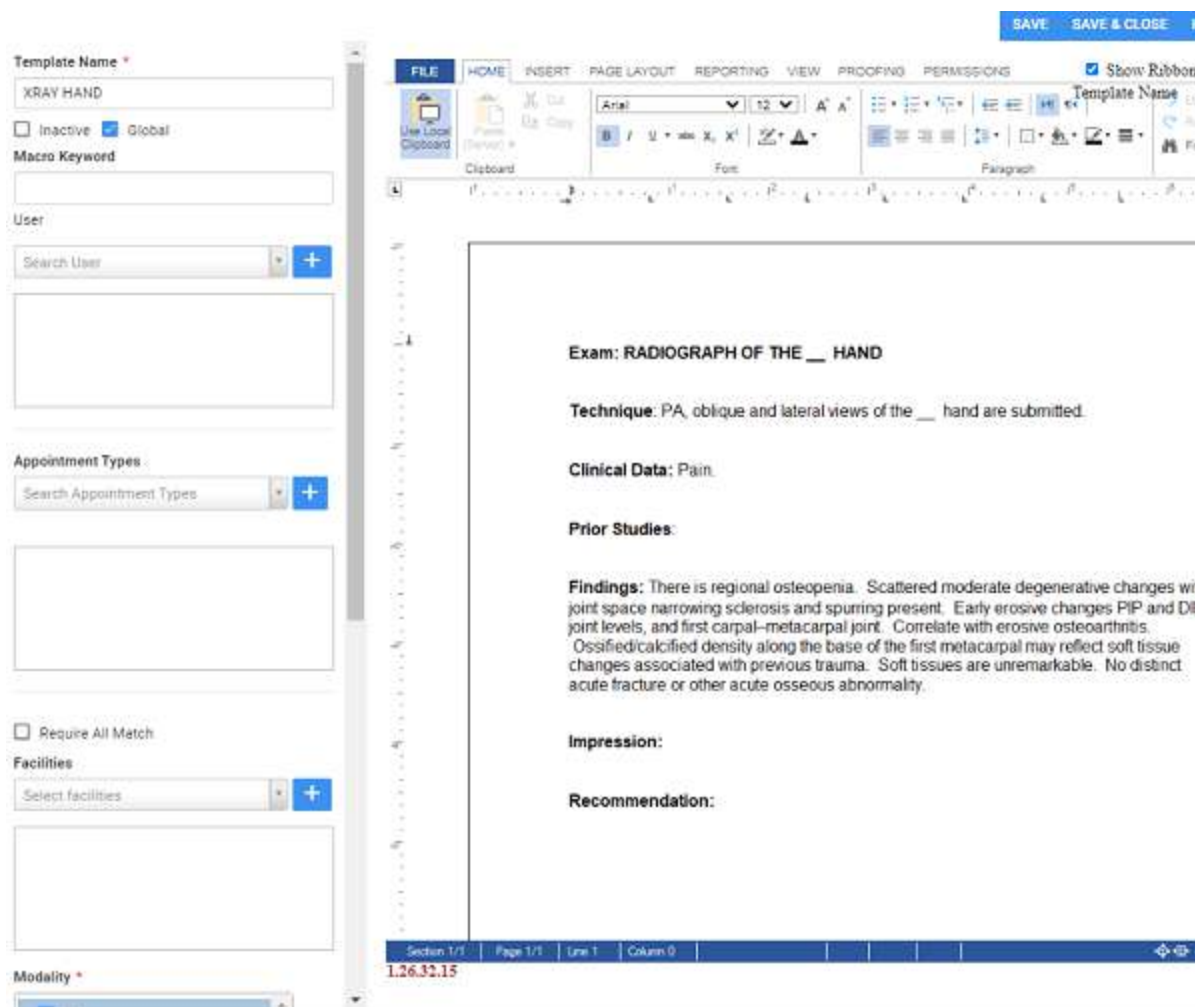 SAVE SAVE & CLOSE
Template Name *
XRAY HAND
Inactive Global
Macro Keyword
User
Search User
Appointment Types
Search Appointment Types
Require All Match
Facilities
Select facilities
Modality *
FILE HOME INSERT PAGE LAYOUT REPORTING VIEW PROOFING PERMISSIONS Show Ribbon
Template Name
Use Local Clipboard
Paste
Cut
Copy
Arial 12
Clipboard Font Paragraph
Exam: RADIOGRAPH OF THE __ HAND
Technique: PA, oblique and lateral views of the __ hand are submitted.
Clinical Data: Pain.
Prior Studies:
Findings: There is regional osteopenia. Scattered moderate degenerative changes wi
joint space narrowing sclerosis and spurring present. Early erosive changes PIP and DI
joint levels, and first carpal–metacarpal joint. Correlate with erosive osteoarthritis.
Ossified/calcified density along the base of the first metacarpal may reflect soft tissue
changes associated with previous trauma. Soft tissues are unremarkable. No distinct
acute fracture or other acute osseous abnormality.
Impression:
Recommendation:
Section 1/1 Page 1/1 Line 1 Column 0
1.26.32.15